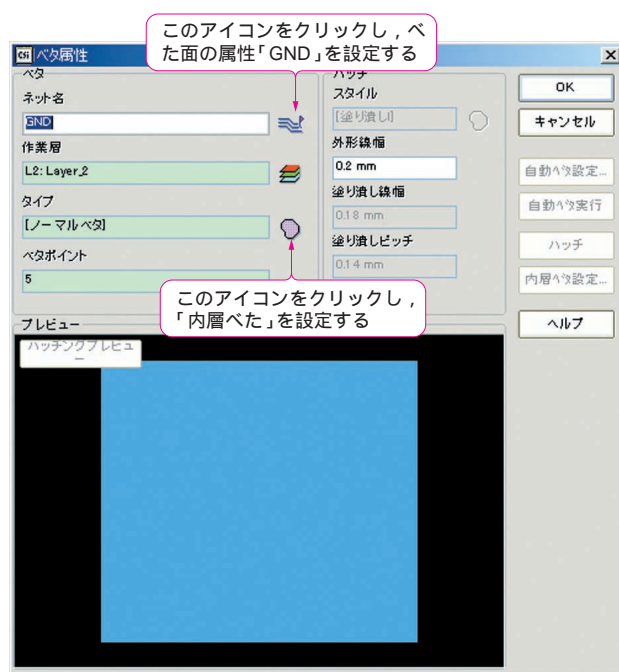 このアイコンをクリックし，べ
た面の属性「GND」を設定する
CSi ベタ属性
ベタ
ネット名
GND
作業層
L2: Layer_2
タイプ
[ノーマルベタ]
ベタポイント
5
ハッチ
スタイル
[塗り潰し]
外形線幅
0.2 mm
塗り潰し線幅
0.18 mm
塗り潰しピッチ
0.14 mm
このアイコンをクリックし，
「内層べた」を設定する
OK
キャンセル
自動ベタ設定...
自動ベタ実行
ハッチ
内層ベタ設定...
ヘルプ
プレビュー
ハッチングプレビュ
ー